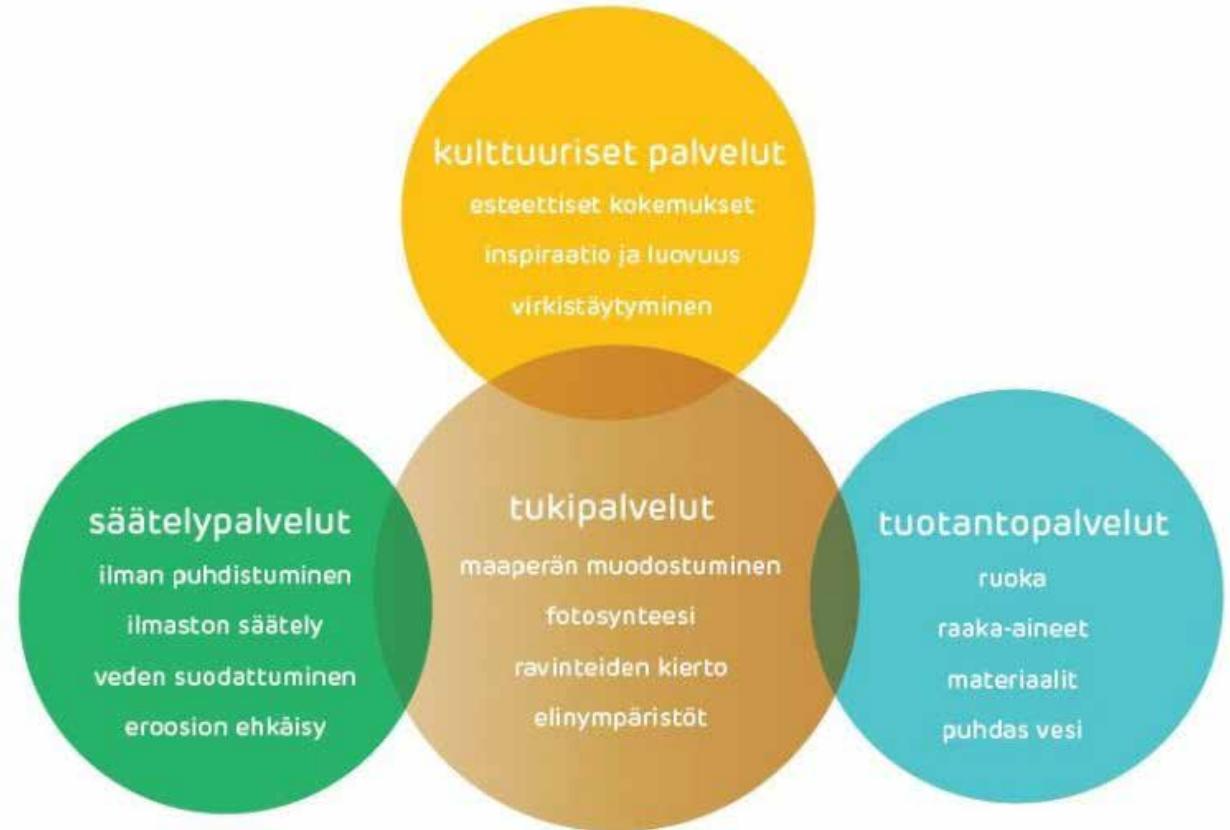 kulttuuriset palvelut
esteettiset kokemukset
inspiraatio ja luovuus
virkistäytyminen
säätelypalvelut
ilman puhdistuminen
ilmaston säätely
veden suodattuminen
eroosion ehkäisy
tukipalvelut
maaperän muodostuminen
fotosynteesi
ravinteiden kierto
elinympäristöt
tuotantopalvelut
ruoka
raaka-aineet
materiaalit
puhdas vesi